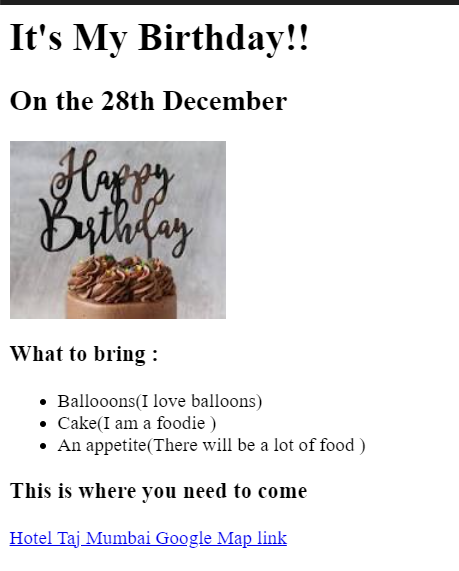 It's My Birthday!!
On the 28th December
Happy
Birthday
What to bring :
Ballooons(I love balloons)
Cake(I am a foodie )
An appetite(There will be a lot of food )
This is where you need to come
Hotel Taj Mumbai Google Map link